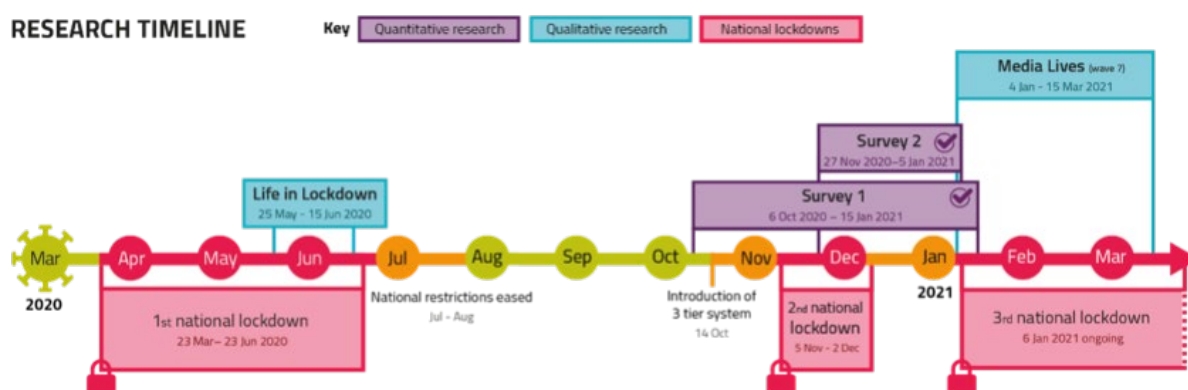 RESEARCH TIMELINE
Key
Quantitative research
Qualitative research
National lockdowns
Media Lives (wave 7)
4 Jan - 15 Mar 2021
Survey 2
27 Nov 2020–5 Jan 2021
Life in Lockdown
25 May - 15 Jun 2020
Survey 1
6 Oct 2020 – 15 Jan 2021
Mar
Apr
May
Jun
Jul
Aug
Sep
Oct
Nov
Dec
Jan
Feb
Mar
2020
2021
National restrictions eased
Jul - Aug
Introduction of
3 tier system
14 Oct
1st national lockdown
23 Mar– 23 Jun 2020
2nd national
lockdown
5 Nov - 2 Dec
3rd national lockdown
6 Jan 2021 ongoing